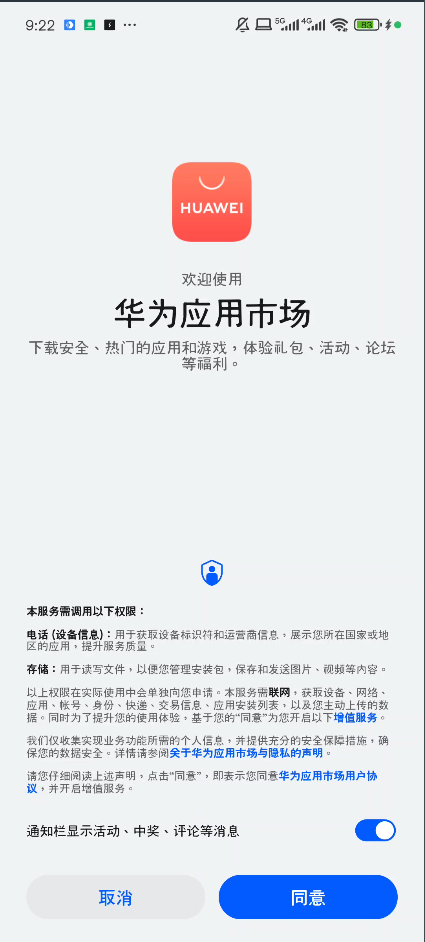 9:22
5G 4G
HUAWEI
欢迎使用
华为应用市场
下载安全、热门的应用和游戏，体验礼包、活动、论坛
等福利。
本服务需调用以下权限：
电话 (设备信息)：用于获取设备标识符和运营商信息，展示您所在国家或地
区的应用，提升服务质量。
存储：用于读写文件，以便您管理安装包，保存和发送图片、视频等内容。
以上权限在实际使用中会单独向您申请。本服务需联网，获取设备、网络、
应用、帐号、身份、快递、交易信息、应用安装列表，以及您主动上传的数
据。同时为了提升您的使用体验，基于您的“同意”为您开启以下增值服务。
我们仅收集实现业务功能所需的个人信息，并提供充分的安全保障措施，确
保您的数据安全。详情请参阅关于华为应用市场与隐私的声明。
请您仔细阅读上述声明，点击“同意”，即表示您同意华为应用市场用户协
议，并开启增值服务。
通知栏显示活动、中奖、评论等消息
取消
同意